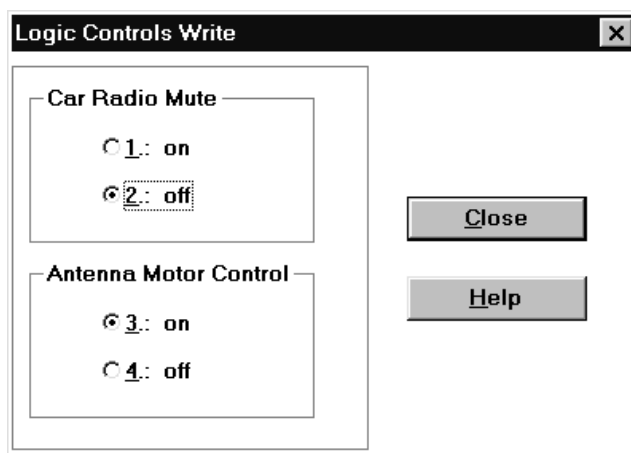 Logic Controls Write
Car Radio Mute
1.: on
2.: off
Close
Antenna Motor Control
Help
3.: on
4.: off